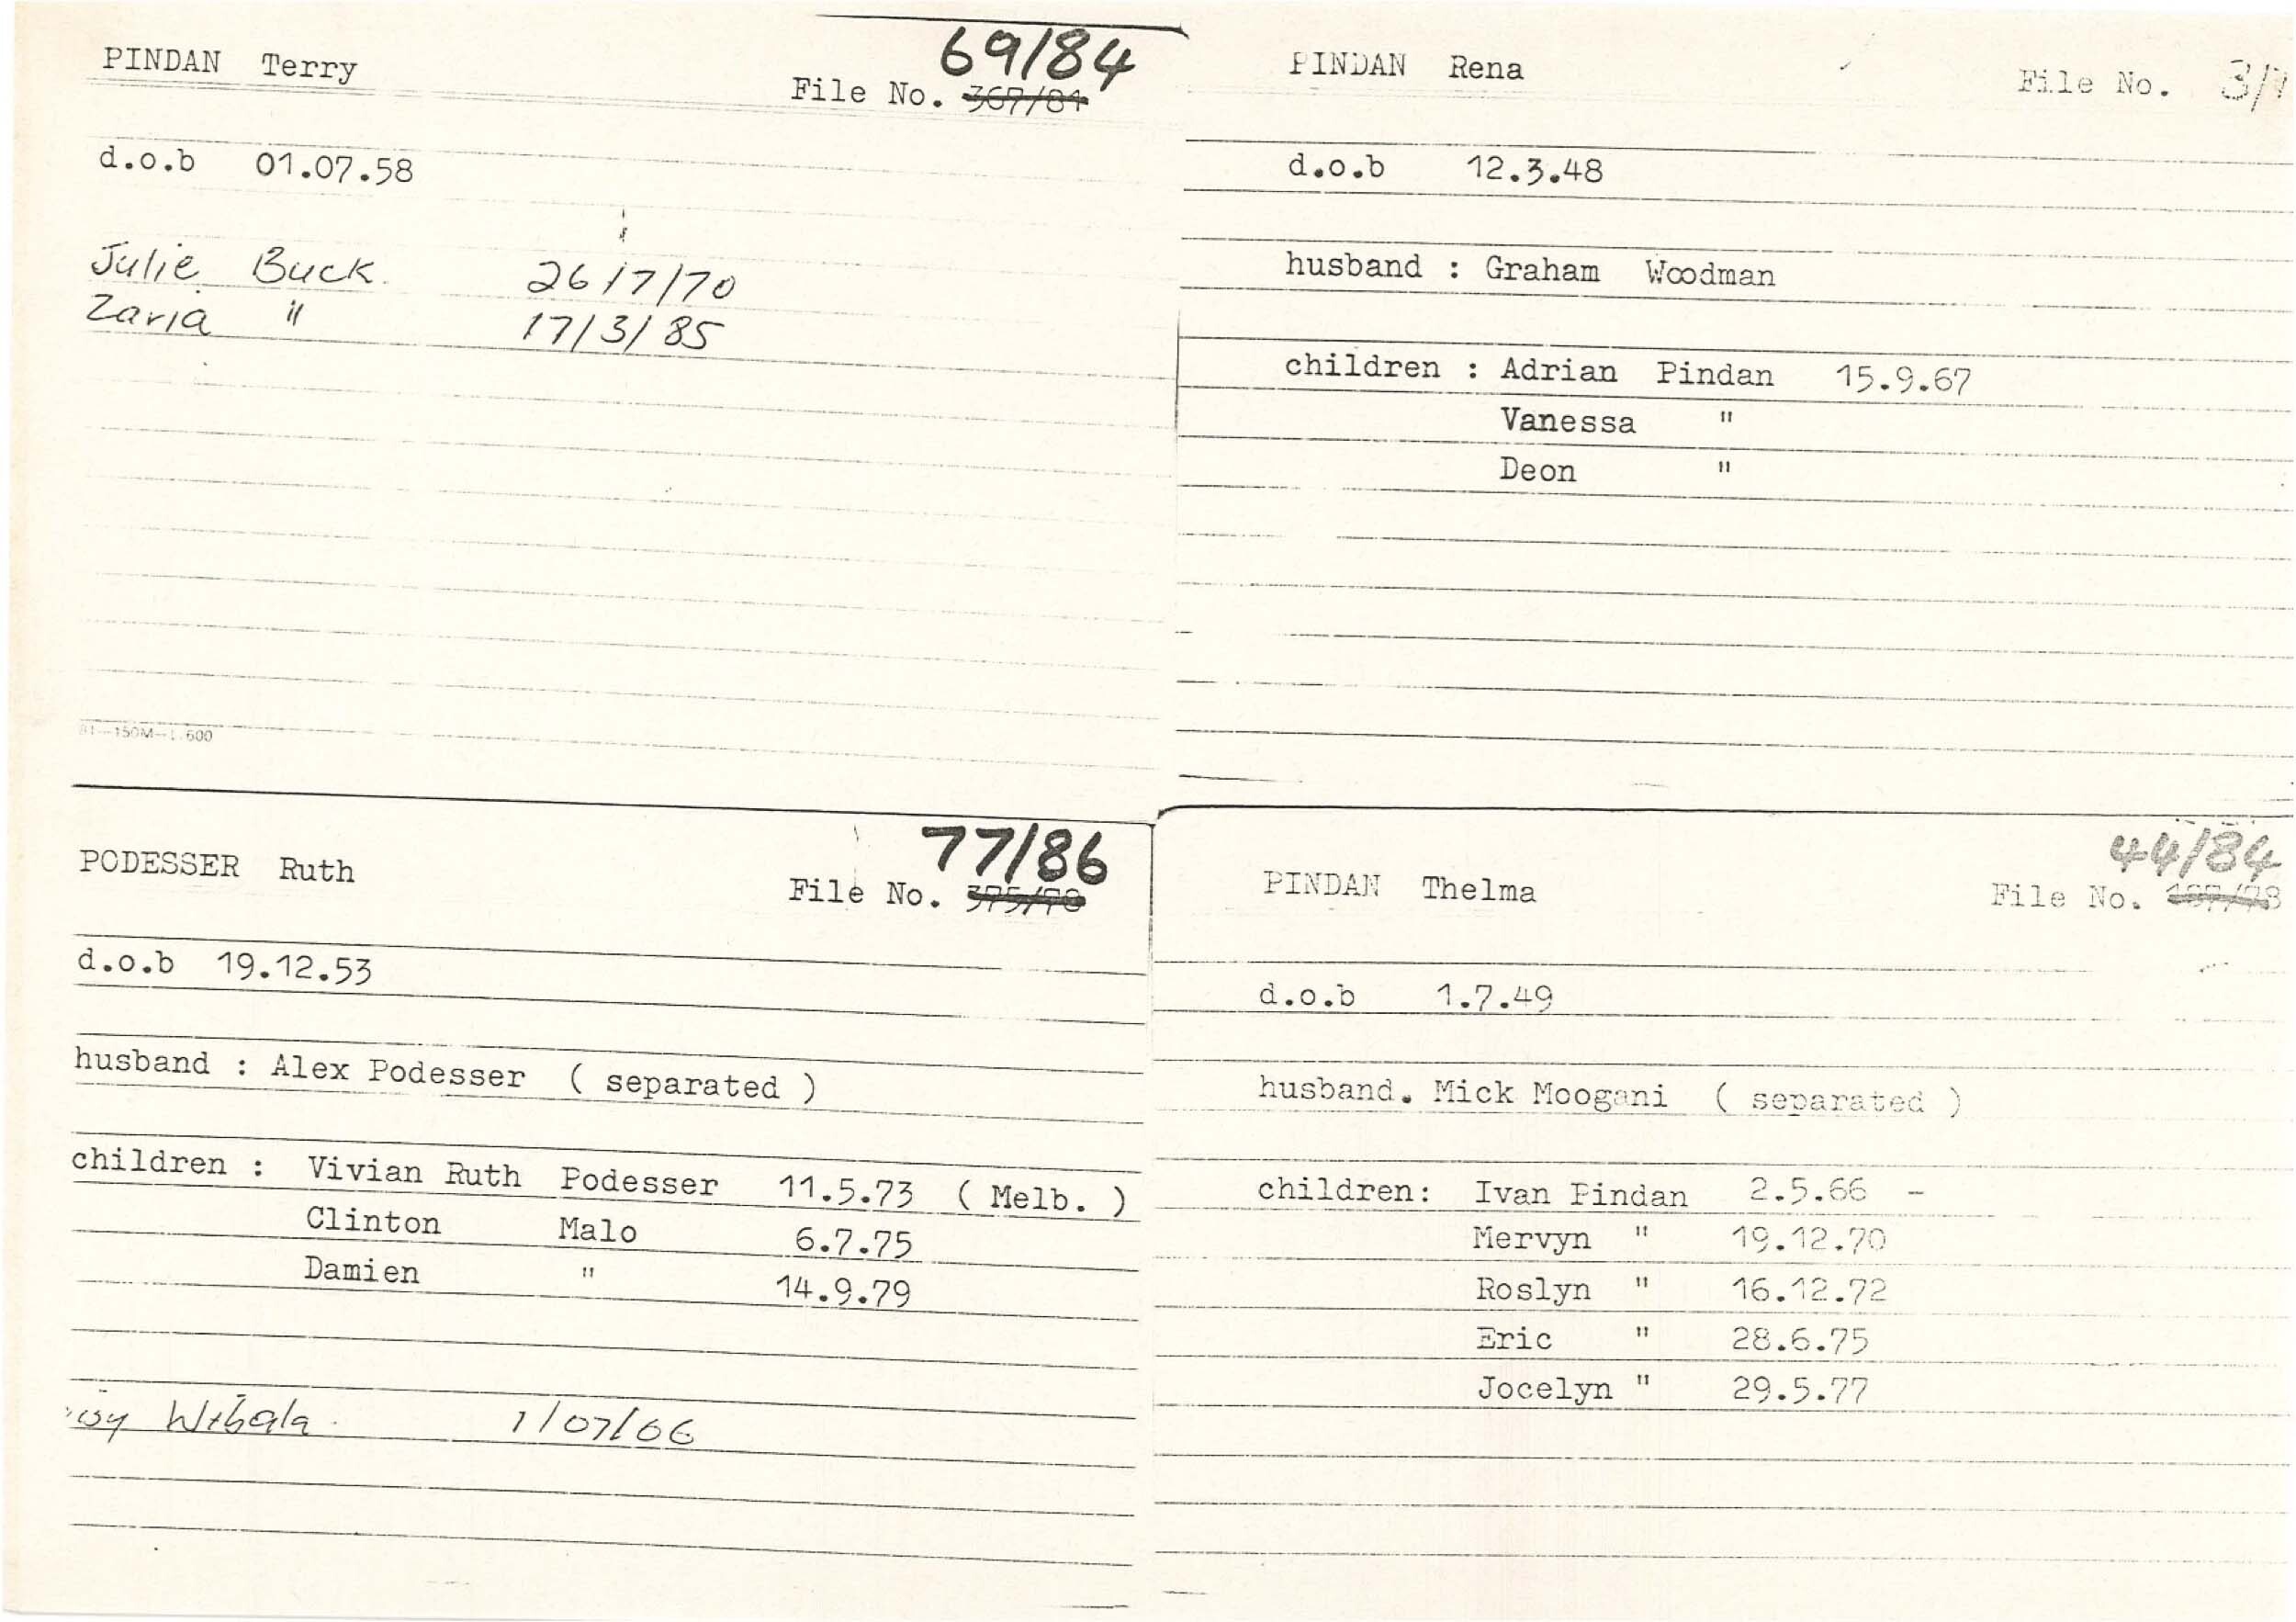 PINDAN Terry
69/84
File No. 367/81
d.o.b 01.07.58
Julie Buck. 26/7/70
Zaria " 17/3/85
PINDAN Rena
File No. 3/
d.o.b 12.3.48
husband : Graham Woodman
children : Adrian Pindan 15.9.67
Vanessa "
Deon "
PODESSER Ruth
77/86
File No. 375/78
d.o.b 19.12.53
husband : Alex Podesser ( separated )
children : Vivian Ruth Podesser 11.5.73 ( Melb. )
Clinton Malo 6.7.75
Damien " 14.9.79
1/07/66
PINDAN Thelma
44/84
File No.
d.o.b 1.7.49
husband. Mick Moogani ( separated )
children: Ivan Pindan 2.5.66 -
Mervyn " 19.12.70
Roslyn " 16.12.72
Eric " 28.6.75
Jocelyn " 29.5.77